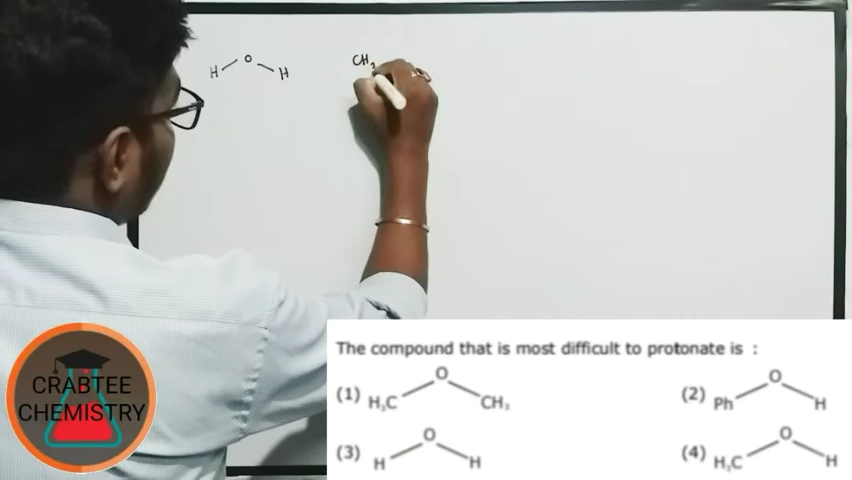 H O H CH₃
CRABTEE
CHEMISTRY
The compound that is most difficult to protonate is :
(1) H₃C O CH₃ (2) Ph O H
(3) H O H (4) H₃C O H